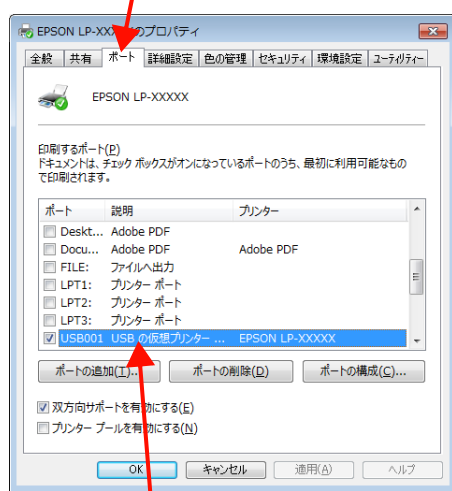 EPSON LP-XXXXXのプロパティ
全般 共有 ポート 詳細設定 色の管理 セキュリティ 環境設定 ユーティリティー
EPSON LP-XXXXX
印刷するポート(P)
ドキュメントは、チェック ボックスがオンになっているポートのうち、最初に利用可能なもの
で印刷されます。
ポート 説明 プリンター
Deskt... Adobe PDF
Docu... Adobe PDF Adobe PDF
FILE: ファイルへ出力
LPT1: プリンター ポート
LPT2: プリンター ポート
LPT3: プリンター ポート
USB001 USB の仮想プリンター ... EPSON LP-XXXXX
ポートの追加(T)... ポートの削除(D) ポートの構成(C)...
双方向サポートを有効にする(E)
プリンター プールを有効にする(N)
OK キャンセル 適用(A) ヘルプ